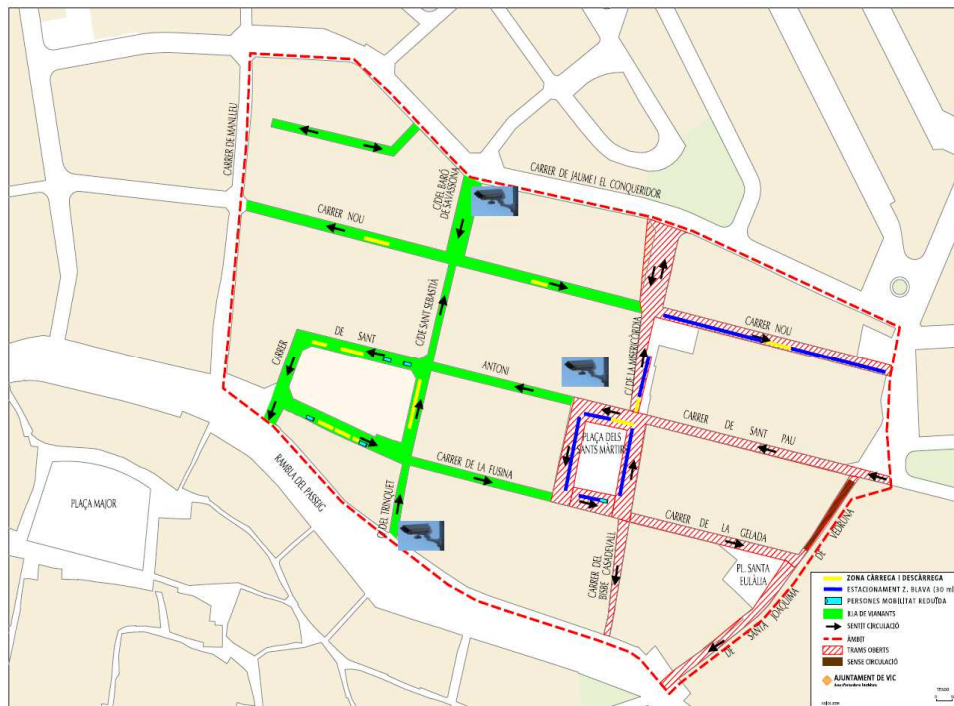 CARRER DE MANLLEU
C/DEL BARÓ
DE SAVASSONA
CARRER DE JAUME I EL CONQUERIDOR
CARRER NOU
C/DE SANT SEBASTIÀ
C/ DE LA MISERICÒRDIA
CARRER NOU
CARRER
DE SANT
ANTONI
CARRER DE SANT PAU
PLAÇA DELS
SANTS MÀRTIRS
RAMBLA DEL PASSEIG
CARRER DE LA FUSINA
PLAÇA MAJOR
DEL TRINQUET
CARRER DE LA GELADA
CARRER DEL
BISBE CASADEVALL
PL. SANTA
EULÀLIA
DE SANTA JOAQUIMA DE VEDRUNA
ZONA CÀRREGA I DESCÀRREGA
ESTACIONAMENT Z. BLAVA (30 ml
PERSONES MOBILITAT REDUÏDA
ILLA DE VIANANTS
SENTIT CIRCULACIÓ
ÀMBIT
TRAMS OBERTS
SENSE CIRCULACIÓ
AJUNTAMENT DE VIC